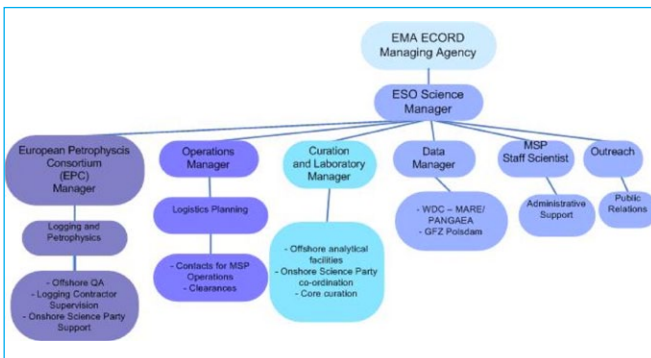 EMA ECORD
Managing Agency
ESO Science
Manager
European Petrophyscis
Consortium
(EPC)
Manager
Operations
Manager
Curation
and Laboratory
Manager
Data
Manager
MSP
Staff Scientist
Outreach
Logging and
Petrophysics
Logistics Planning
- WDC – MARE/
PANGAEA
- GFZ Polsdam
Administrative
Support
Public
Relations
- Offshore QA
- Logging Contractor
Supervision
- Onshore Science Party
Support
- Contacts for MSP
Operations
- Clearances
- Offshore analytical
facilities
- Onshore Science Party
co-ordination
- Core curation